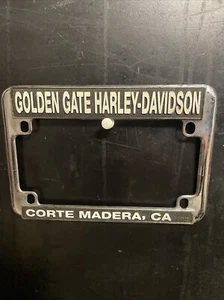 GOLDEN GATE HARLEY-DAVIDSON
CORTE MADERA, CA